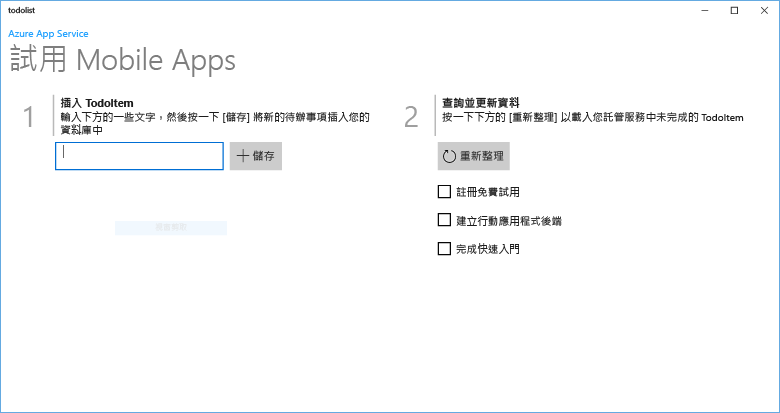 todolist
Azure App Service
試用 Mobile Apps
1
插入 TodoItem
輸入下方的一些文字，然後按一下 [儲存] 將新的待辦事項插入您的
資料庫中
儲存
2
查詢並更新資料
按一下下方的 [重新整理] 以載入您託管服務中未完成的 TodoItem
重新整理
註冊免費試用
建立行動應用程式後端
完成快速入門